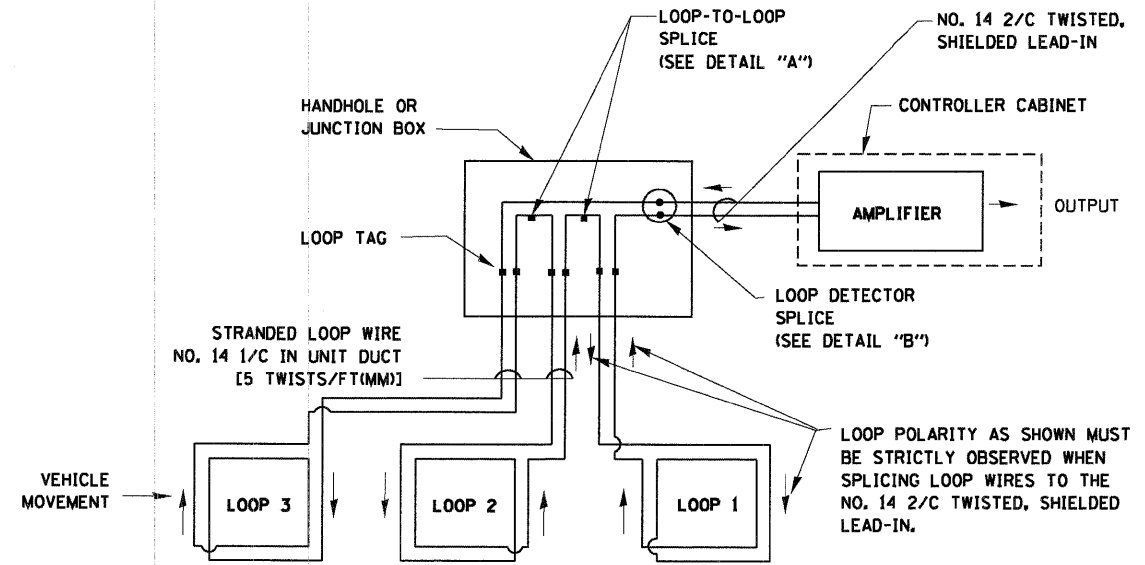 LOOP-TO-LOOP
SPLICE
(SEE DETAIL "A")
NO. 14 2/C TWISTED,
SHIELDED LEAD-IN
HANDHOLE OR
JUNCTION BOX
CONTROLLER CABINET
AMPLIFIER
OUTPUT
LOOP TAG
LOOP DETECTOR
SPLICE
(SEE DETAIL "B")
STRANDED LOOP WIRE
NO. 14 1/C IN UNIT DUCT
[5 TWISTS/FT(MM)]
LOOP POLARITY AS SHOWN MUST
BE STRICTLY OBSERVED WHEN
SPLICING LOOP WIRES TO THE
NO. 14 2/C TWISTED, SHIELDED
LEAD-IN.
VEHICLE
MOVEMENT
LOOP 3
LOOP 2
LOOP 1